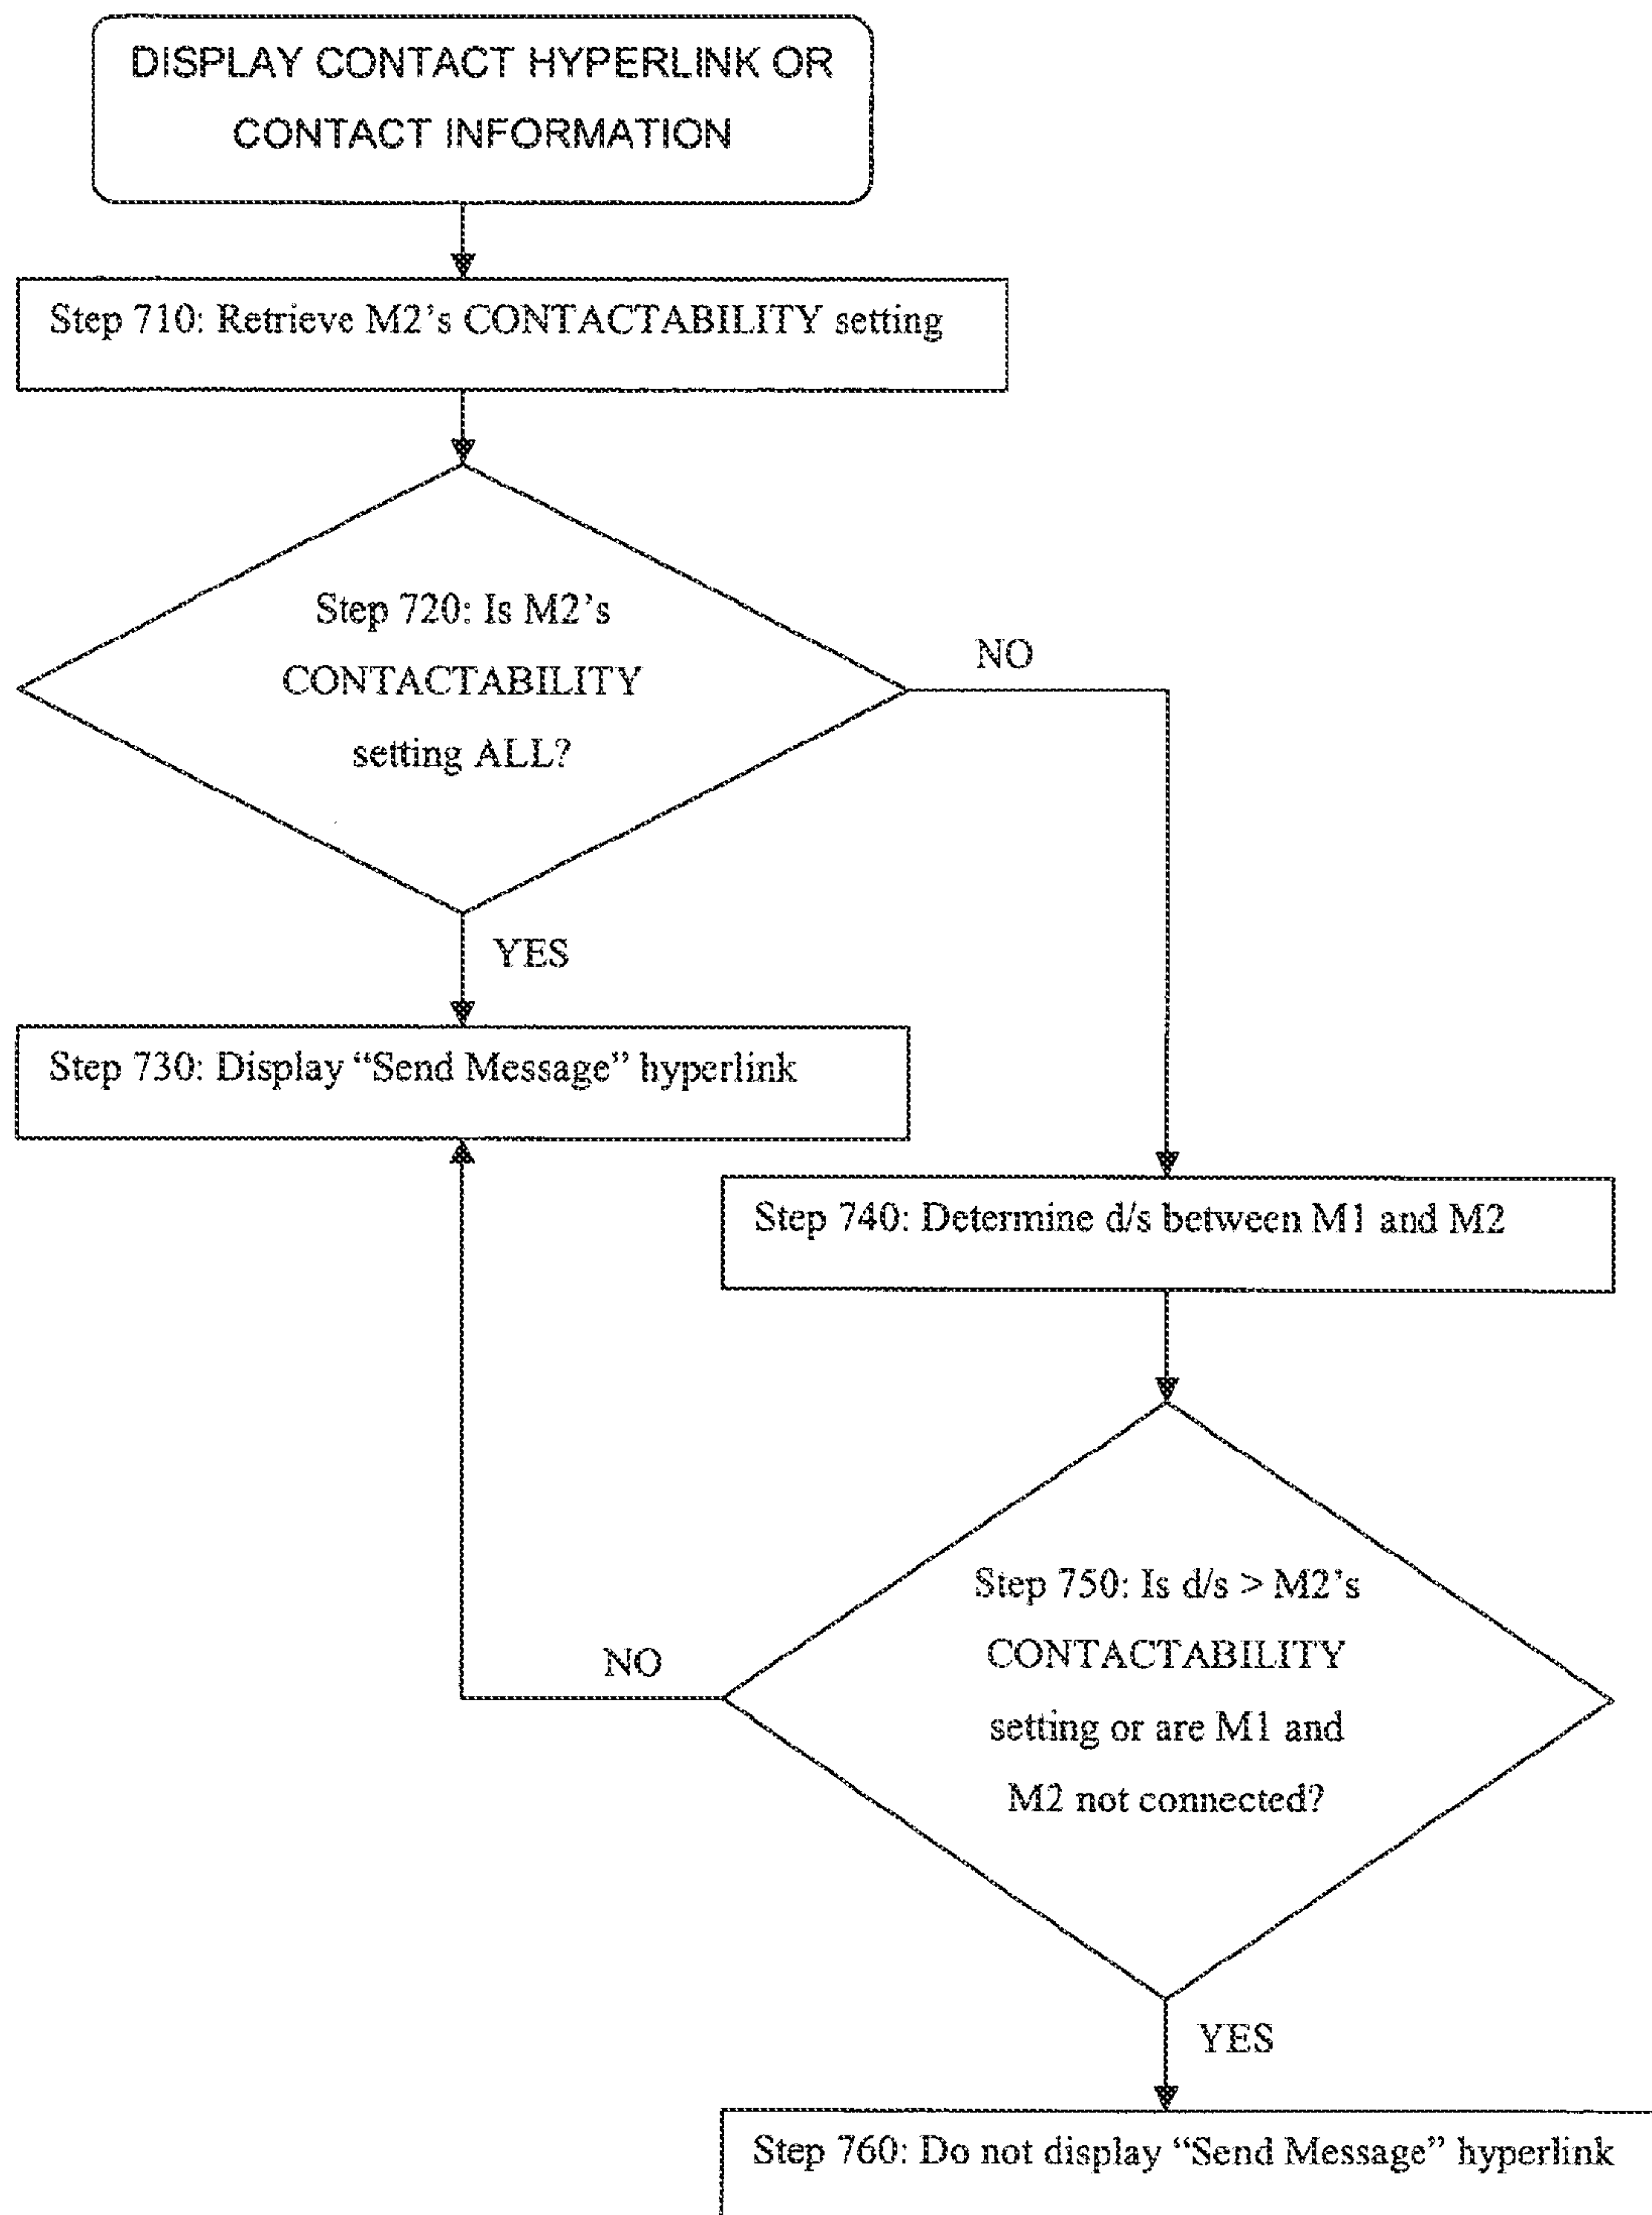 DISPLAY CONTACT HYPERLINK OR
CONTACT INFORMATION
Step 710: Retrieve M2's CONTACTABILITY setting
Step 720: Is M2's
CONTACTABILITY
setting ALL?
NO
YES
Step 730: Display “Send Message” hyperlink
Step 740: Determine d/s between M1 and M2
Step 750: Is d/s > M2's
CONTACTABILITY
setting or are M1 and
M2 not connected?
NO
YES
Step 760: Do not display “Send Message” hyperlink